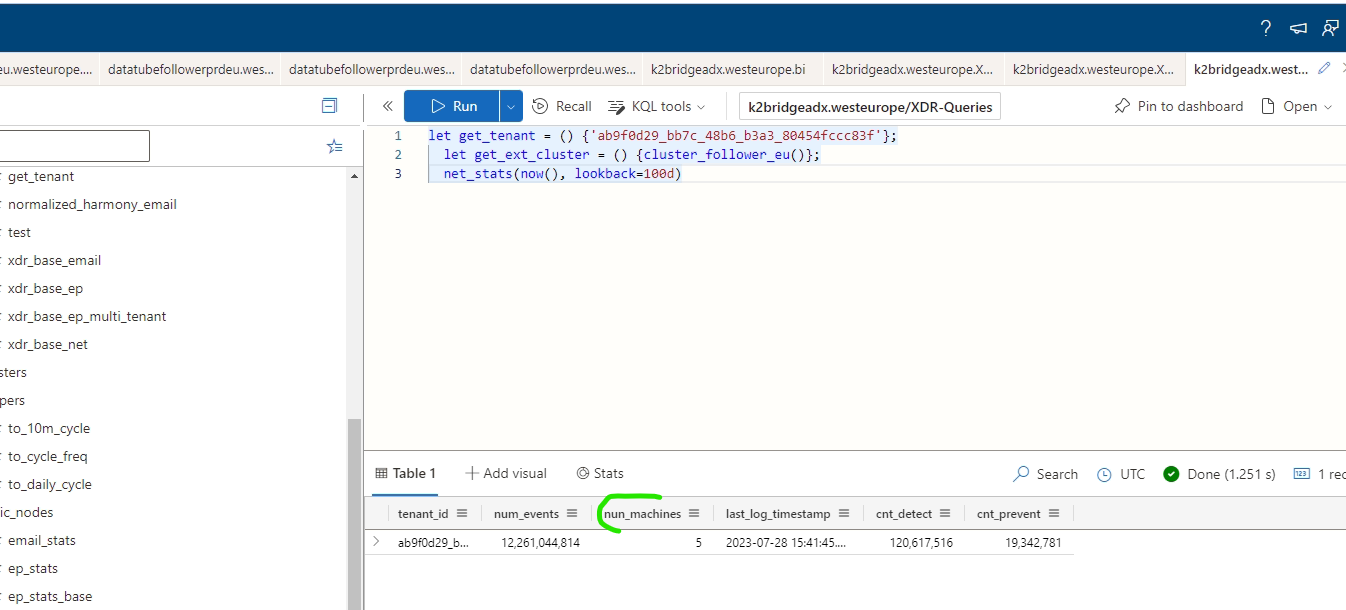 ?
eu.westeurope.... datatubefollowerprdeu.wes... datatubefollowerprdeu.wes... datatubefollowerprdeu.wes... k2bridgeadx.westeurope.bi k2bridgeadx.westeurope.X... k2bridgeadx.westeurope.X... k2bridgeadx.west...
Run Recall KQL tools k2bridgeadx.westeurope/XDR-Queries Pin to dashboard Open
get_tenant
normalized_harmony_email
test
xdr_base_email
xdr_base_ep
xdr_base_ep_multi_tenant
xdr_base_net
sters
pers
to_10m_cycle
to_cycle_freq
to_daily_cycle
ic_nodes
email_stats
ep_stats
ep_stats_base
1 let get_tenant = () {'ab9f0d29_bb7c_48b6_b3a3_80454fccc83f'};
2 let get_ext_cluster = () {cluster_follower_eu()};
3 net_stats(now(), lookback=100d)
Table 1 Add visual Stats Search UTC Done (1.251 s) 123 1 rec
tenant_id num_events nun_machines last_log_timestamp cnt_detect cnt_prevent
ab9f0d29_b... 12,261,044,814 5 2023-07-28 15:41:45.... 120,617,516 19,342,781